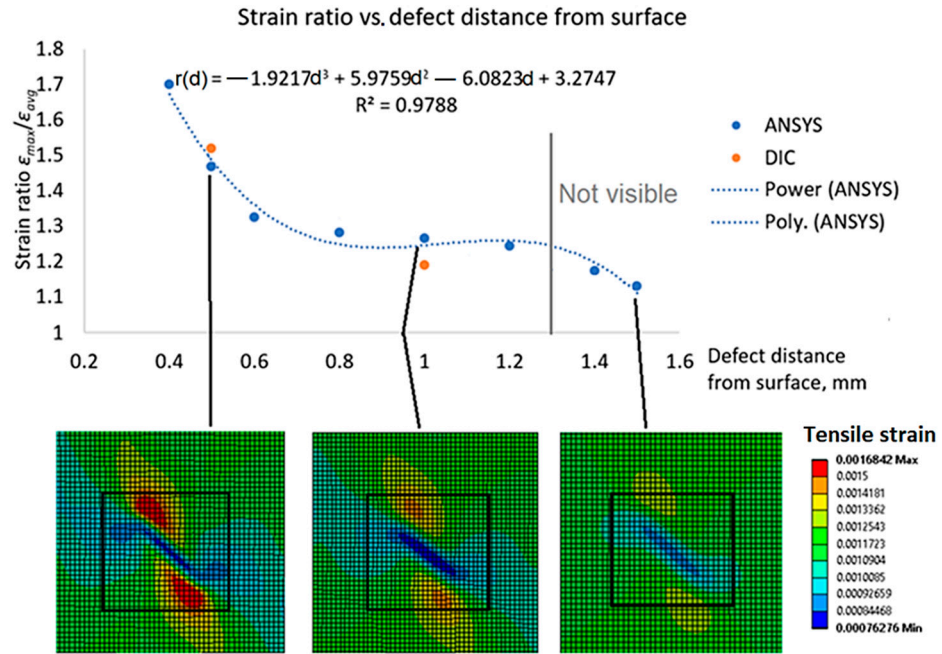 Strain ratio vs. defect distance from surface
1.8
1.7
1.6
1.5
1.4
1.3
1.2
1.1
1
Strain ratio εmax/εavg
r(d) = —1.9217d³ + 5.9759d² — 6.0823d + 3.2747
R² = 0.9788
Not visible
ANSYS
DIC
Power (ANSYS)
Poly. (ANSYS)
0.2 0.4 0.6 0.8 1 1.2 1.4 1.6
Defect distance
from surface, mm
Tensile strain
0.0016842 Max
0.0015
0.0014181
0.0013362
0.0012543
0.0011723
0.0010904
0.0010085
0.00092659
0.00084468
0.00076276 Min